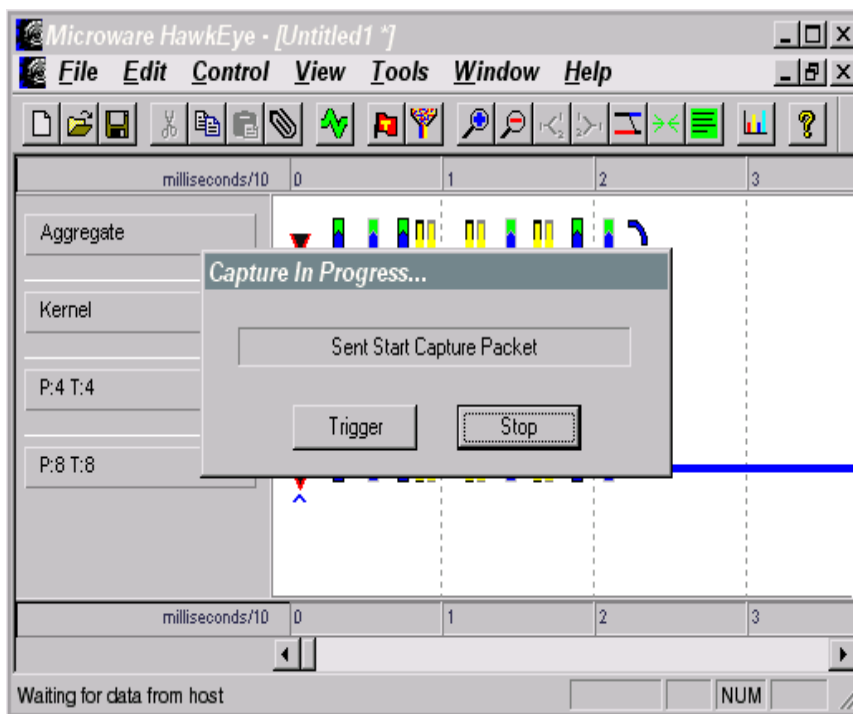 Microware HawkEye - [Untitled1 *]
File Edit Control View Tools Window Help
milliseconds/10 0 1 2 3
Aggregate
Capture In Progress...
Kernel
Sent Start Capture Packet
P:4 T:4
Trigger Stop
P:8 T:8
milliseconds/10 0 1 2 3
Waiting for data from host NUM